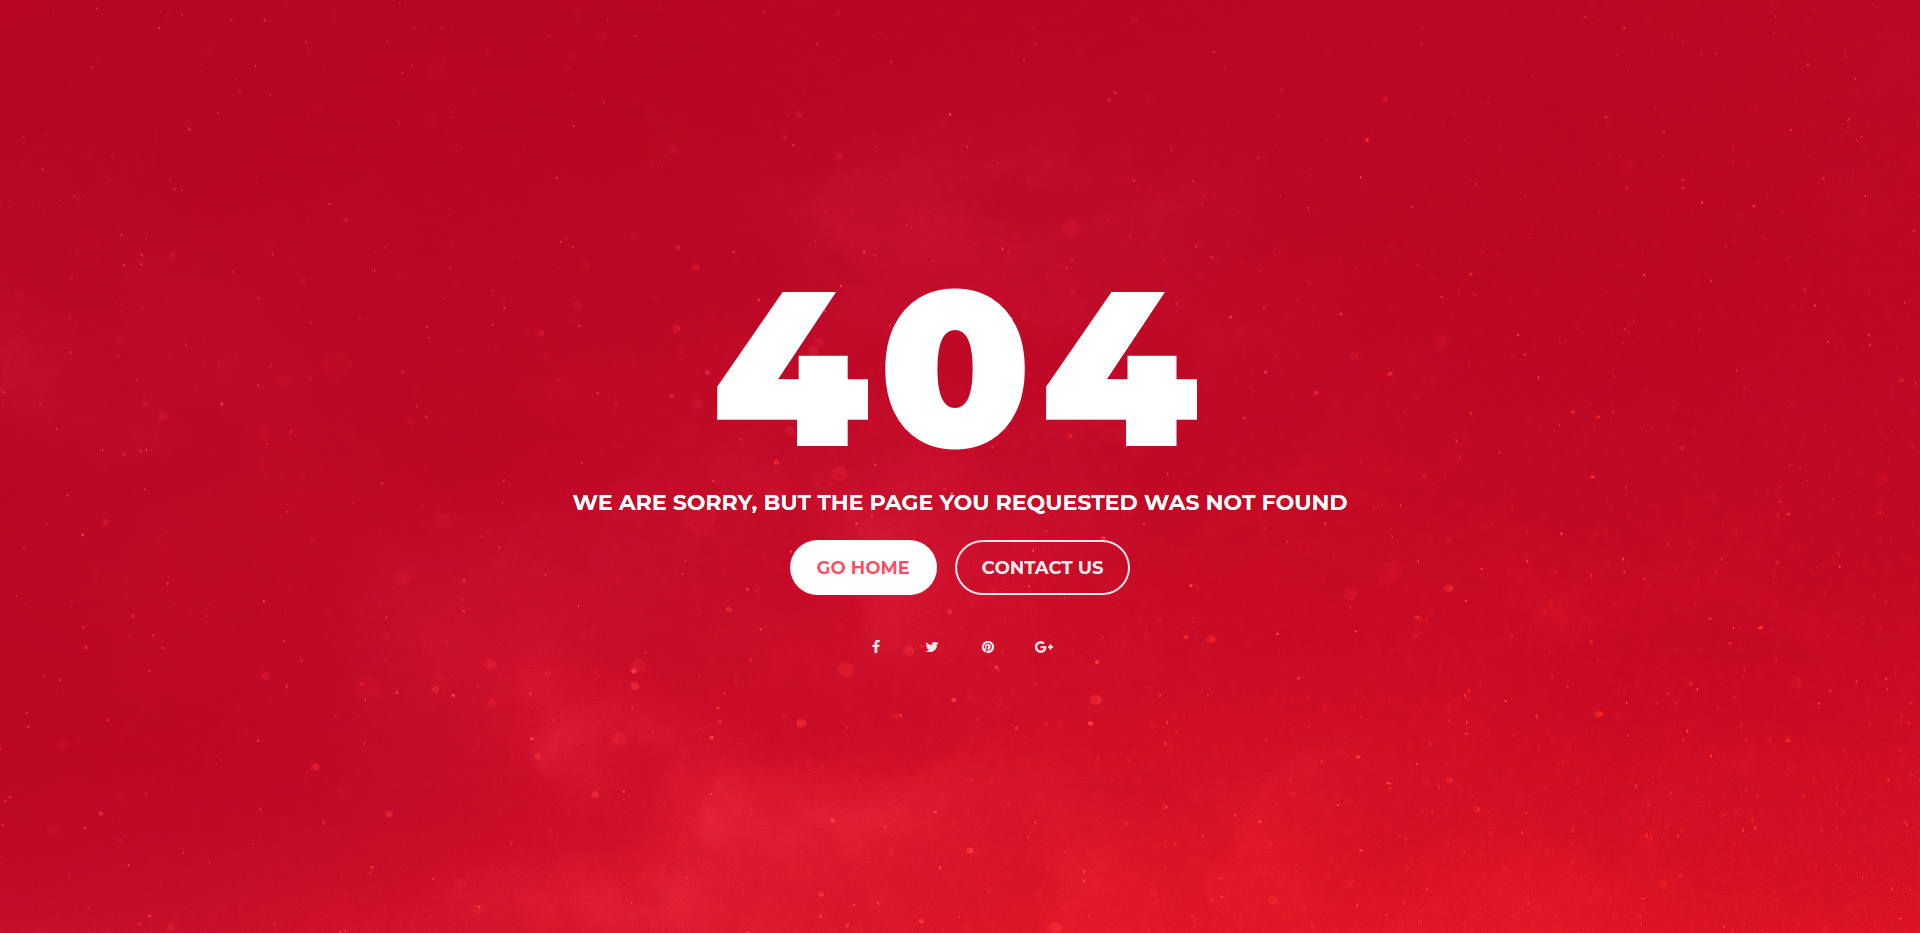 404
WE ARE SORRY, BUT THE PAGE YOU REQUESTED WAS NOT FOUND
GO HOME
CONTACT US